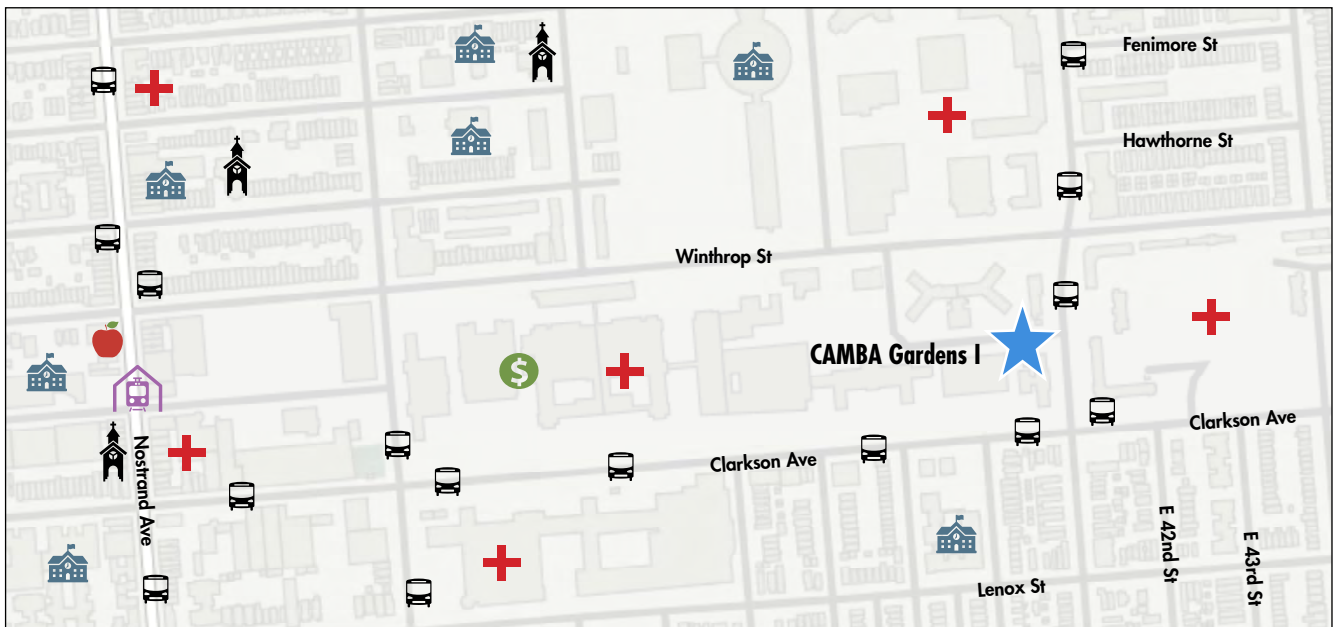 Fenimore St
Hawthorne St
Winthrop St
CAMBA Gardens I
Clarkson Ave
Clarkson Ave
Nostrand Ave
E 42nd St
E 43rd St
Lenox St
$